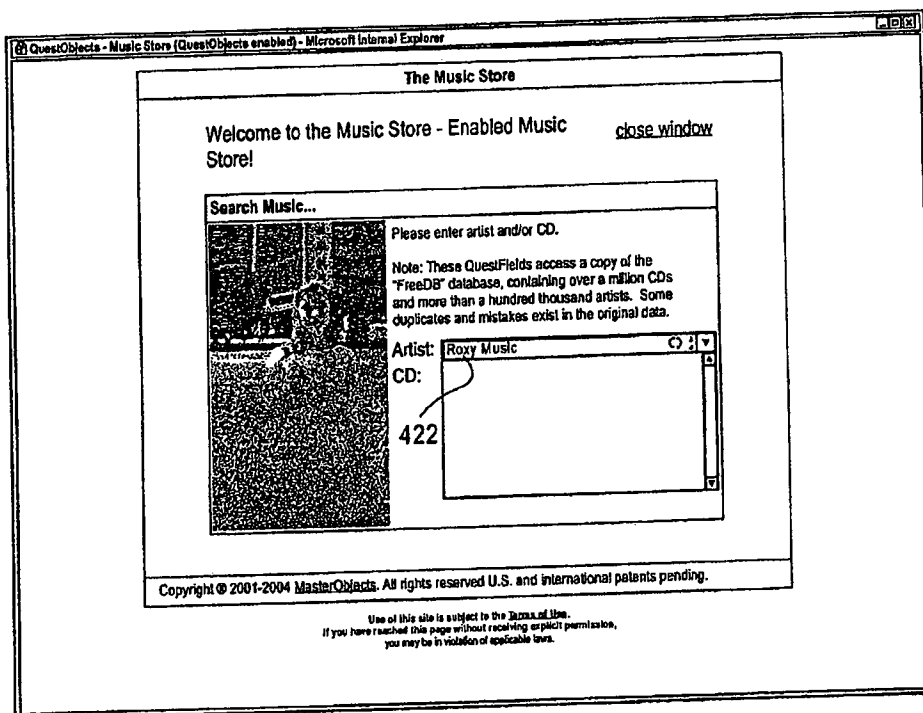 QuestObjects - Music Store (QuestObjects enabled) - Microsoft Internal Explorer
The Music Store
Welcome to the Music Store - Enabled Music
Store!
close window
Search Music...
Please enter artist and/or CD.
Note: These QuestFields access a copy of the
"FreeDB" database, containing over a million CDs
and more than a hundred thousand artists. Some
duplicates and mistakes exist in the original data.
Artist: Roxy Music
CD:
422
Copyright © 2001-2004 MasterObjects. All rights reserved U.S. and international patents pending.
Use of this site is subject to the Terms of Use.
If you have reached this page without receiving explicit permission,
you may be in violation of applicable laws.